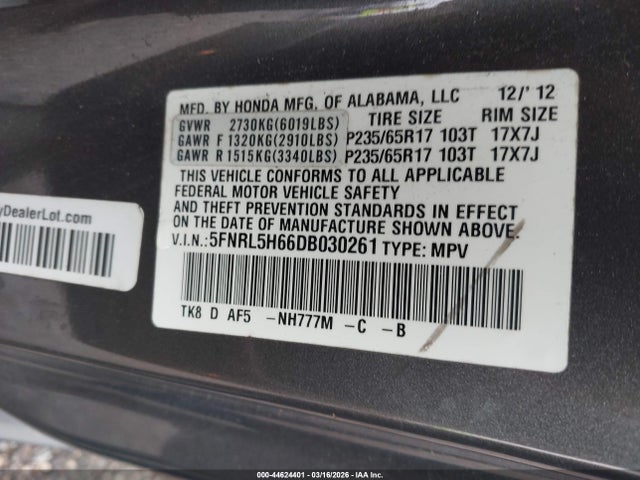 MFD. BY HONDA MFG. OF ALABAMA, LLC 12/' 12
TIRE SIZE RIM SIZE
GVWR 2730KG(6019LBS)
GAWR F 1320KG(2910LBS) P235/65R17 103T 17X7J
GAWR R 1515KG(3340LBS) P235/65R17 103T 17X7J
THIS VEHICLE CONFORMS TO ALL APPLICABLE
FEDERAL MOTOR VEHICLE SAFETY
AND THEFT PREVENTION STANDARDS IN EFFECT
ON THE DATE OF MANUFACTURE SHOWN ABOVE.
V.I.N.: 5FNRL5H66DB030261 TYPE: MPV
TK8 D AF5 -NH777M -C -B
yDealerLot.com
000-44624401 - 03/16/2026 - IAA Inc.